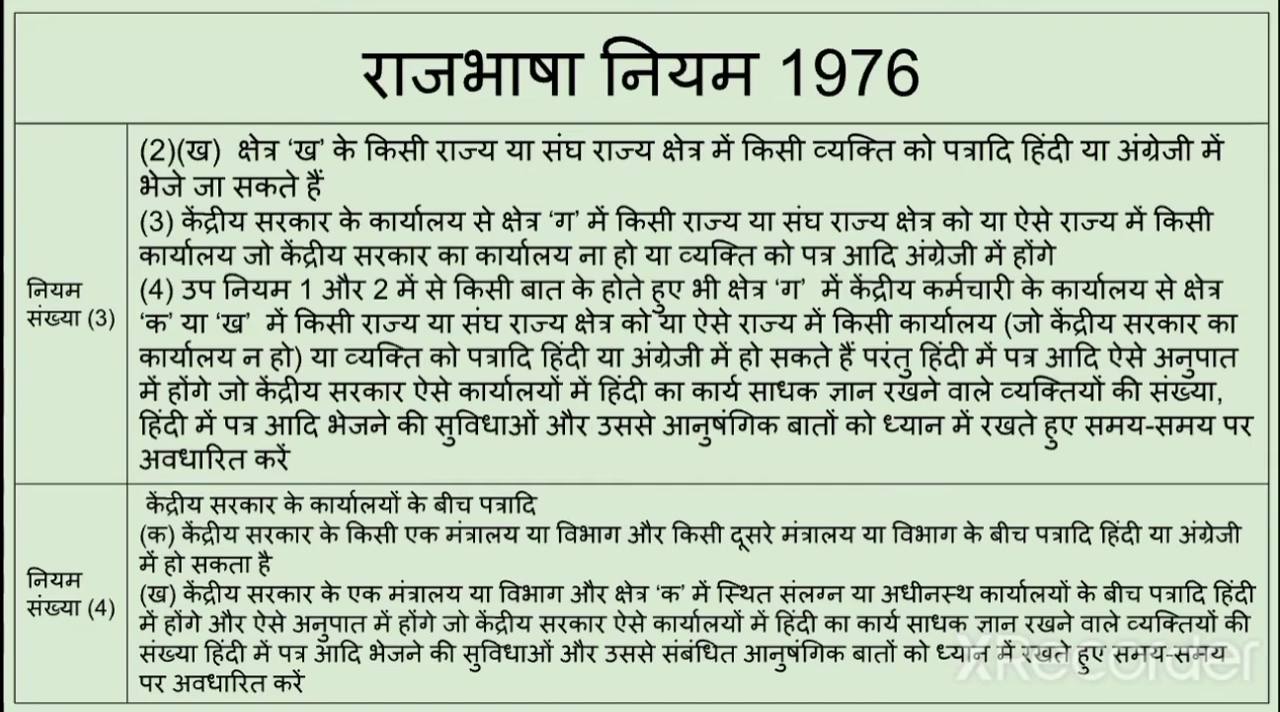 राजभाषा नियम 1976
नियम
संख्या (3)
(2)(ख) क्षेत्र ‘ख’ के किसी राज्य या संघ राज्य क्षेत्र में किसी व्यक्ति को पत्रादि हिंदी या अंग्रेजी में
भेजे जा सकते हैं
(3) केंद्रीय सरकार के कार्यालय से क्षेत्र ‘ग’ में किसी राज्य या संघ राज्य क्षेत्र को या ऐसे राज्य में किसी
कार्यालय जो केंद्रीय सरकार का कार्यालय ना हो या व्यक्ति को पत्र आदि अंग्रेजी में होंगे
(4) उप नियम 1 और 2 में से किसी बात के होते हुए भी क्षेत्र ‘ग’ में केंद्रीय कर्मचारी के कार्यालय से क्षेत्र
‘क’ या ‘ख’ में किसी राज्य या संघ राज्य क्षेत्र को या ऐसे राज्य में किसी कार्यालय (जो केंद्रीय सरकार का
कार्यालय न हो) या व्यक्ति को पत्रादि हिंदी या अंग्रेजी में हो सकते हैं परंतु हिंदी में पत्र आदि ऐसे अनुपात
में होंगे जो केंद्रीय सरकार ऐसे कार्यालयों में हिंदी का कार्य साधक ज्ञान रखने वाले व्यक्तियों की संख्या,
हिंदी में पत्र आदि भेजने की सुविधाओं और उससे आनुषंगिक बातों को ध्यान में रखते हुए समय-समय पर
अवधारित करें
नियम
संख्या (4)
केंद्रीय सरकार के कार्यालयों के बीच पत्रादि
(क) केंद्रीय सरकार के किसी एक मंत्रालय या विभाग और किसी दूसरे मंत्रालय या विभाग के बीच पत्रादि हिंदी या अंग्रेजी
में हो सकता है
(ख) केंद्रीय सरकार के एक मंत्रालय या विभाग और क्षेत्र ‘क’ में स्थित संलग्न या अधीनस्थ कार्यालयों के बीच पत्रादि हिंदी
में होंगे और ऐसे अनुपात में होंगे जो केंद्रीय सरकार ऐसे कार्यालयों में हिंदी का कार्य साधक ज्ञान रखने वाले व्यक्तियों की
संख्या हिंदी में पत्र आदि भेजने की सुविधाओं और उससे संबंधित आनुषंगिक बातों को ध्यान में रखते हुए समय-समय
पर अवधारित करें
XRecorder